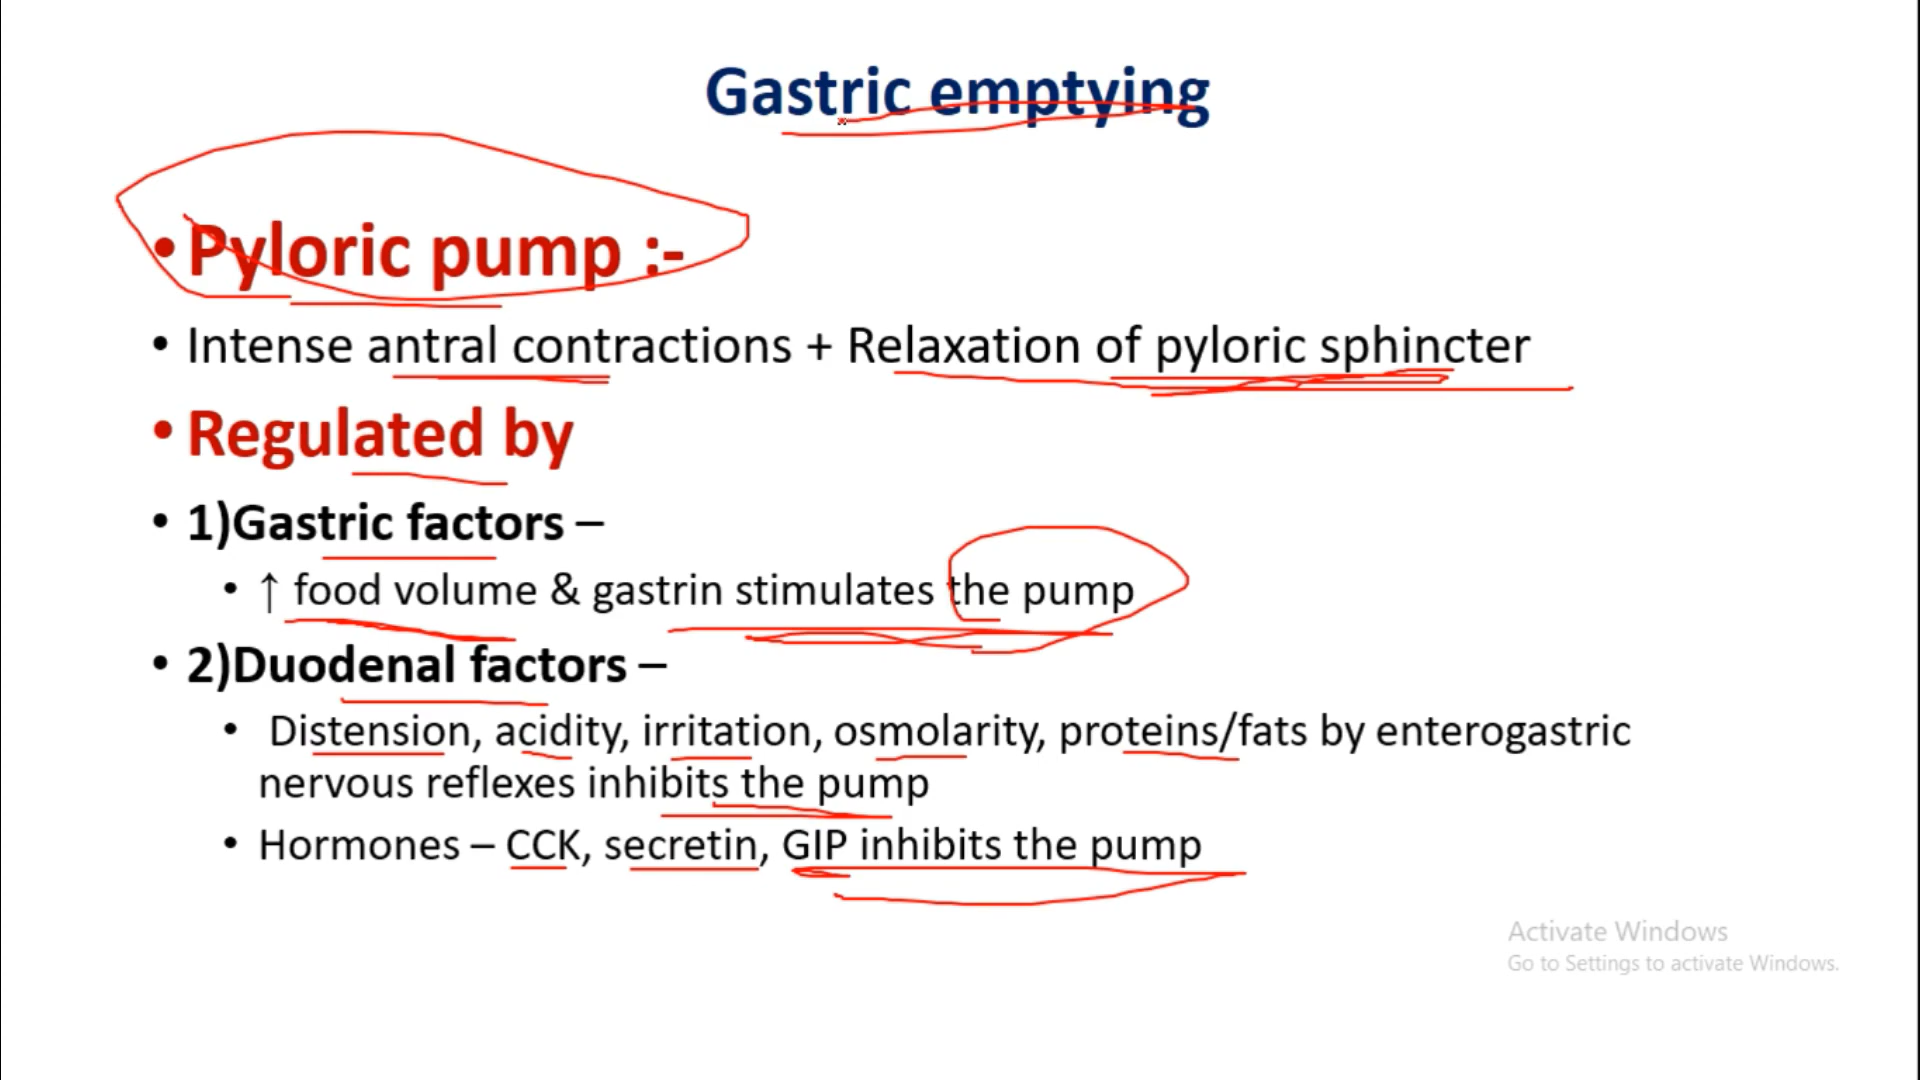 Gastric emptying
• Pyloric pump :-
• Intense antral contractions + Relaxation of pyloric sphincter
• Regulated by
• 1)Gastric factors –
• ↑ food volume & gastrin stimulates the pump
• 2)Duodenal factors –
• Distension, acidity, irritation, osmolarity, proteins/fats by enterogastric
nervous reflexes inhibits the pump
• Hormones – CCK, secretin, GIP inhibits the pump
Activate Windows
Go to Settings to activate Windows.